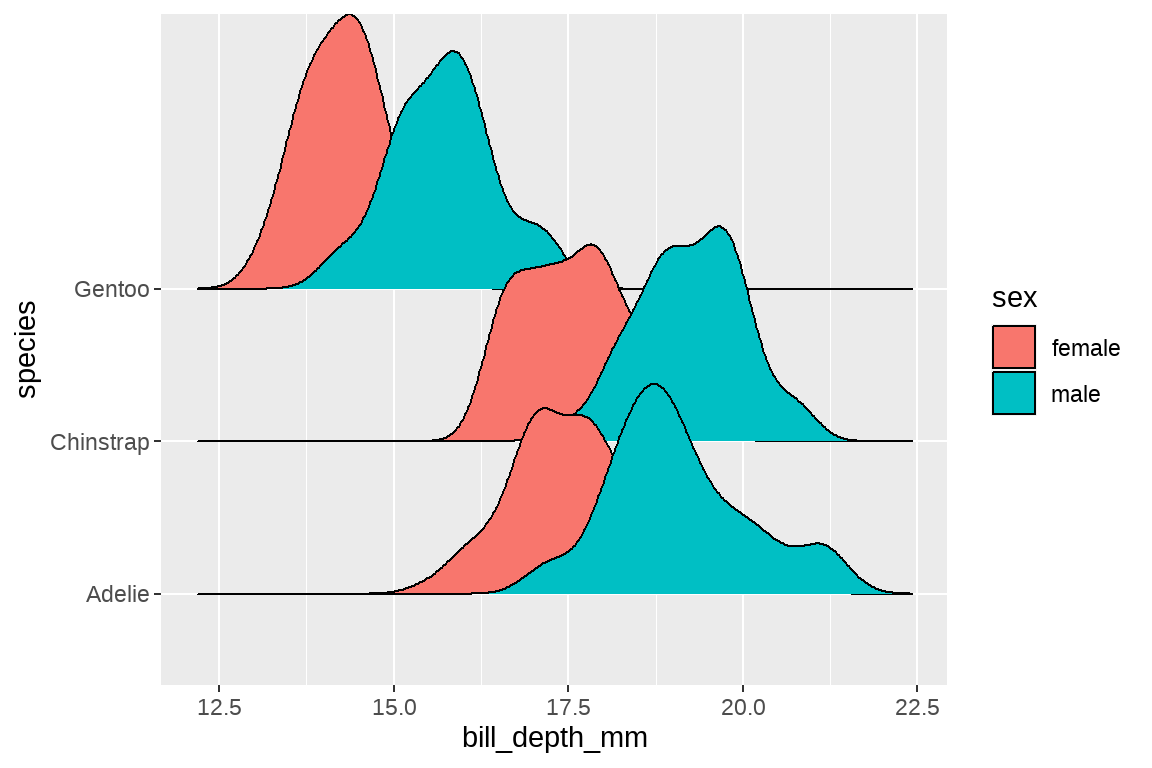 species
Gentoo
Chinstrap
Adelie
12.5 15.0 17.5 20.0 22.5
bill_depth_mm
sex
female
male